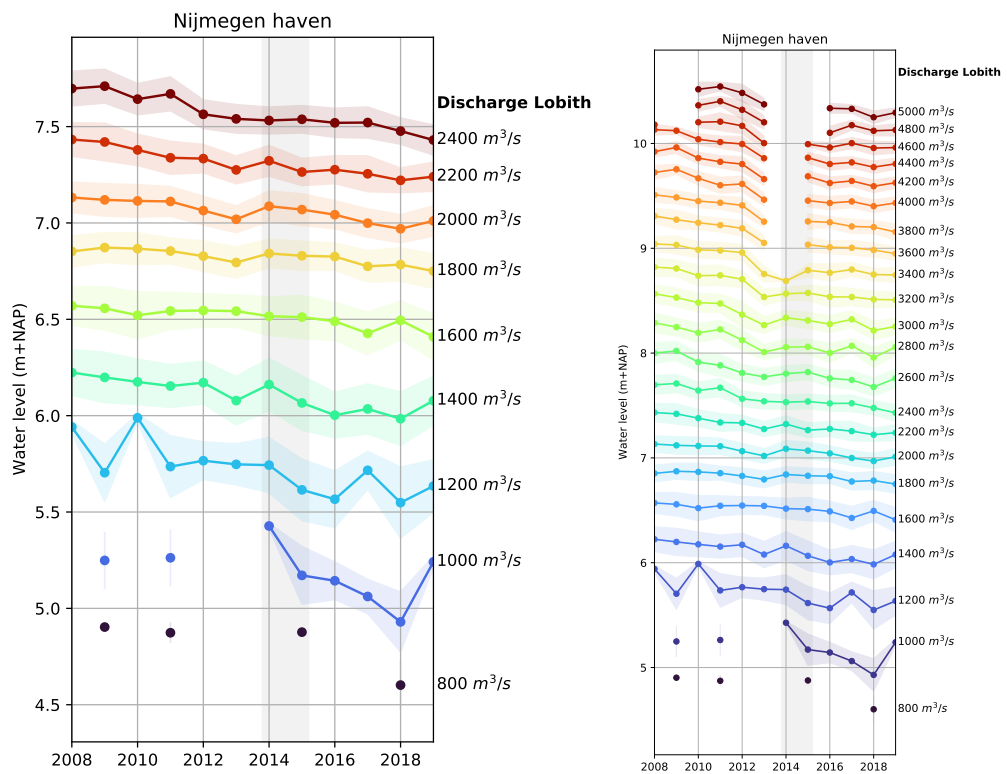 Nijmegen haven
Discharge Lobith
2400 m³/s
2200 m³/s
2000 m³/s
1800 m³/s
1600 m³/s
1400 m³/s
1200 m³/s
1000 m³/s
800 m³/s
Water level (m+NAP)
7.5
7.0
6.5
6.0
5.5
5.0
4.5
2008 2010 2012 2014 2016 2018
Nijmegen haven
Discharge Lobith
5000 m³/s
4800 m³/s
4600 m³/s
4400 m³/s
4200 m³/s
4000 m³/s
3800 m³/s
3600 m³/s
3400 m³/s
3200 m³/s
3000 m³/s
2800 m³/s
2600 m³/s
2400 m³/s
2200 m³/s
2000 m³/s
1800 m³/s
1600 m³/s
1400 m³/s
1200 m³/s
1000 m³/s
800 m³/s
Water level (m+NAP)
10
9
8
7
6
5
2008 2010 2012 2014 2016 2018